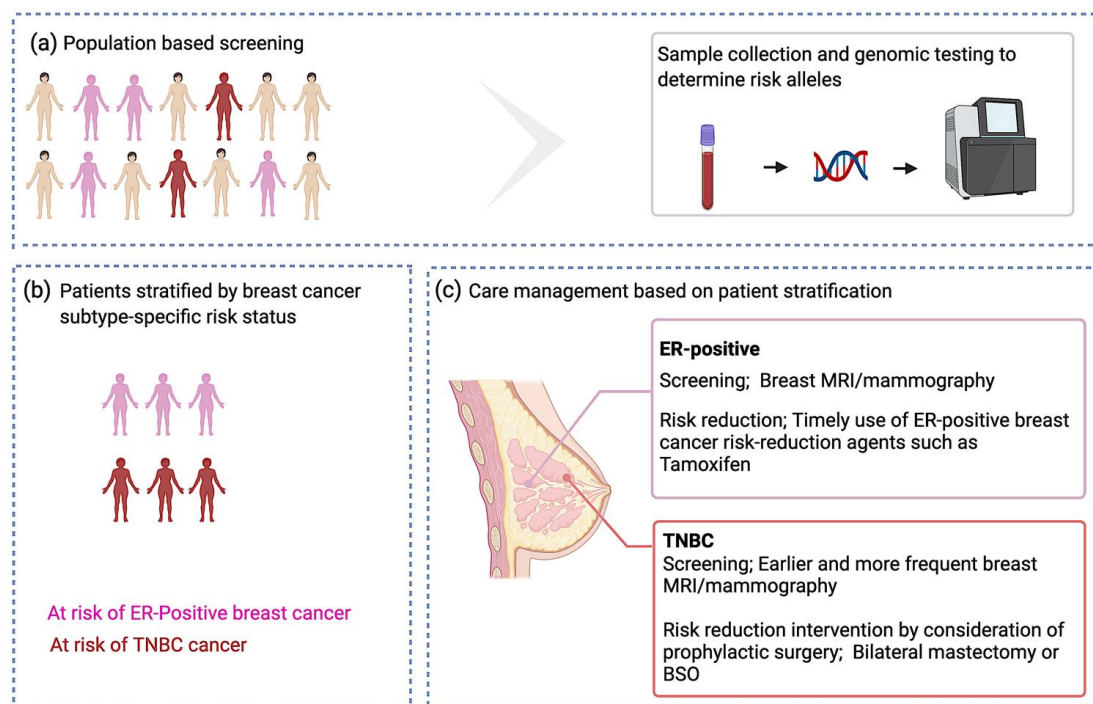 (a) Population based screening
Sample collection and genomic testing to
determine risk alleles
(b) Patients stratified by breast cancer
subtype-specific risk status
At risk of ER-Positive breast cancer
At risk of TNBC cancer
(c) Care management based on patient stratification
ER-positive
Screening; Breast MRI/mammography
Risk reduction; Timely use of ER-positive breast
cancer risk-reduction agents such as
Tamoxifen
TNBC
Screening; Earlier and more frequent breast
MRI/mammography
Risk reduction intervention by consideration of
prophylactic surgery; Bilateral mastectomy or
BSO